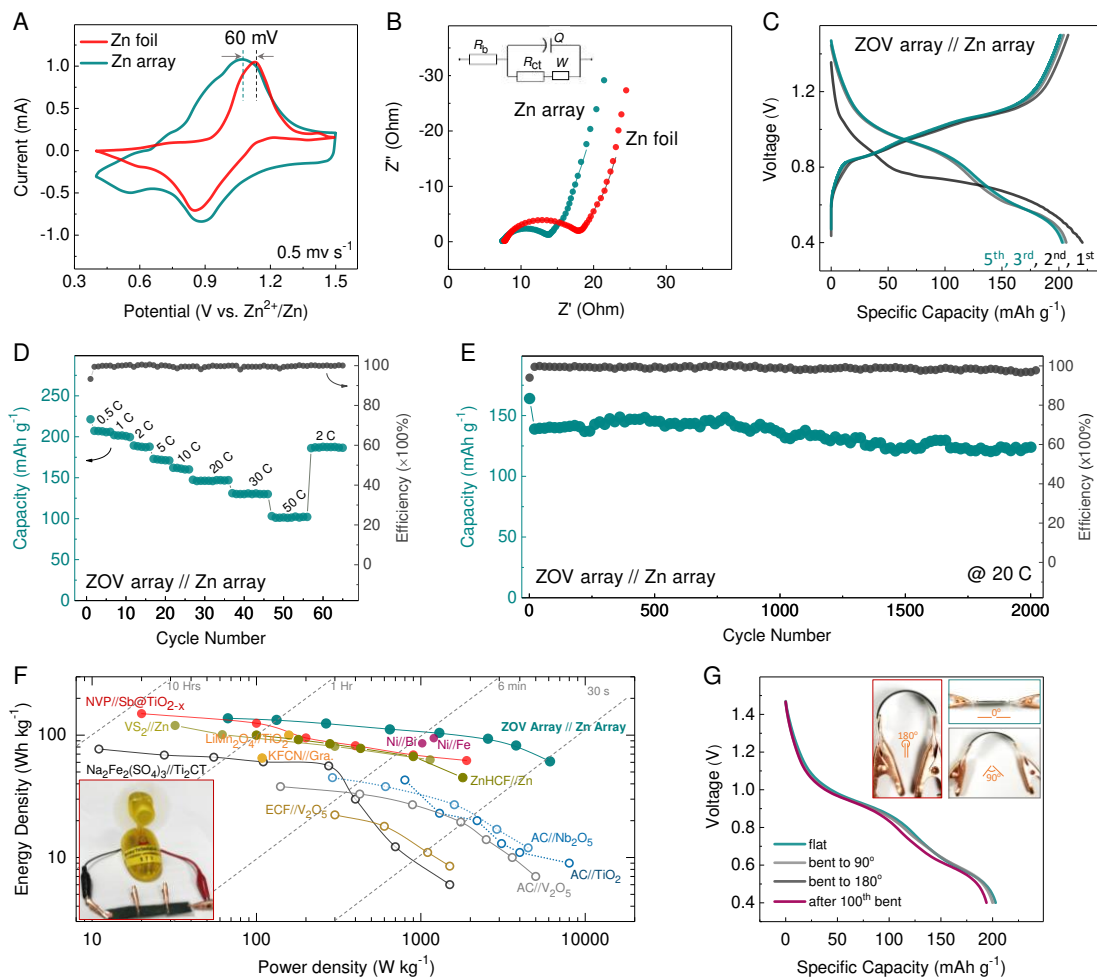 A
Zn foil
Zn array
60 mV
1.0
0.5
0.0
-0.5
-1.0
Current (mA)
0.5 mv s⁻¹
0.3
0.6
0.9
1.2
1.5
Potential (V vs. Zn²⁺/Zn)
B
R_b
Q
R_ct
W
-30
-20
-10
0
Z'' (Ohm)
Zn array
Zn foil
0
10
20
30
Z' (Ohm)
C
ZOV array // Zn array
1.2
0.8
0.4
Voltage (V)
5ᵗʰ, 3ʳᵈ, 2ⁿᵈ, 1ˢᵗ
0
50
100
150
200
Specific Capacity (mAh g⁻¹)
D
250
200
150
100
50
0
Capacity (mAh g⁻¹)
0.5 C
1 C
2 C
5 C
10 C
20 C
30 C
50 C
2 C
100
80
60
40
20
0
Efficiency (×100%)
ZOV array // Zn array
0
10
20
30
40
50
60
Cycle Number
E
150
100
50
0
Capacity (mAh g⁻¹)
100
80
60
40
20
0
Efficiency (x100%)
ZOV array // Zn array
@ 20 C
0
500
1000
1500
2000
Cycle Number
F
10 Hrs
1 Hr
6 min
30 s
NVP//Sb@TiO₂₋ₓ
VS₂//Zn
LiMn₂O₄//TiO₂
KFCN//Gra.
Na₂Fe₂(SO₄)₃//Ti₂CT
Ni//Bi
Ni//Fe
ZOV Array // Zn Array
ZnHCF//Zn
ECF//V₂O₅
AC//Nb₂O₅
AC//TiO₂
AC//V₂O₅
100
10
Energy Density (Wh kg⁻¹)
10
100
1000
10000
Power density (W kg⁻¹)
G
180°
0°
90°
1.4
1.2
1.0
0.8
0.6
0.4
Voltage (V)
flat
bent to 90°
bent to 180°
after 100ᵗʰ bent
0
40
80
120
160
200
240
Specific Capacity (mAh g⁻¹)